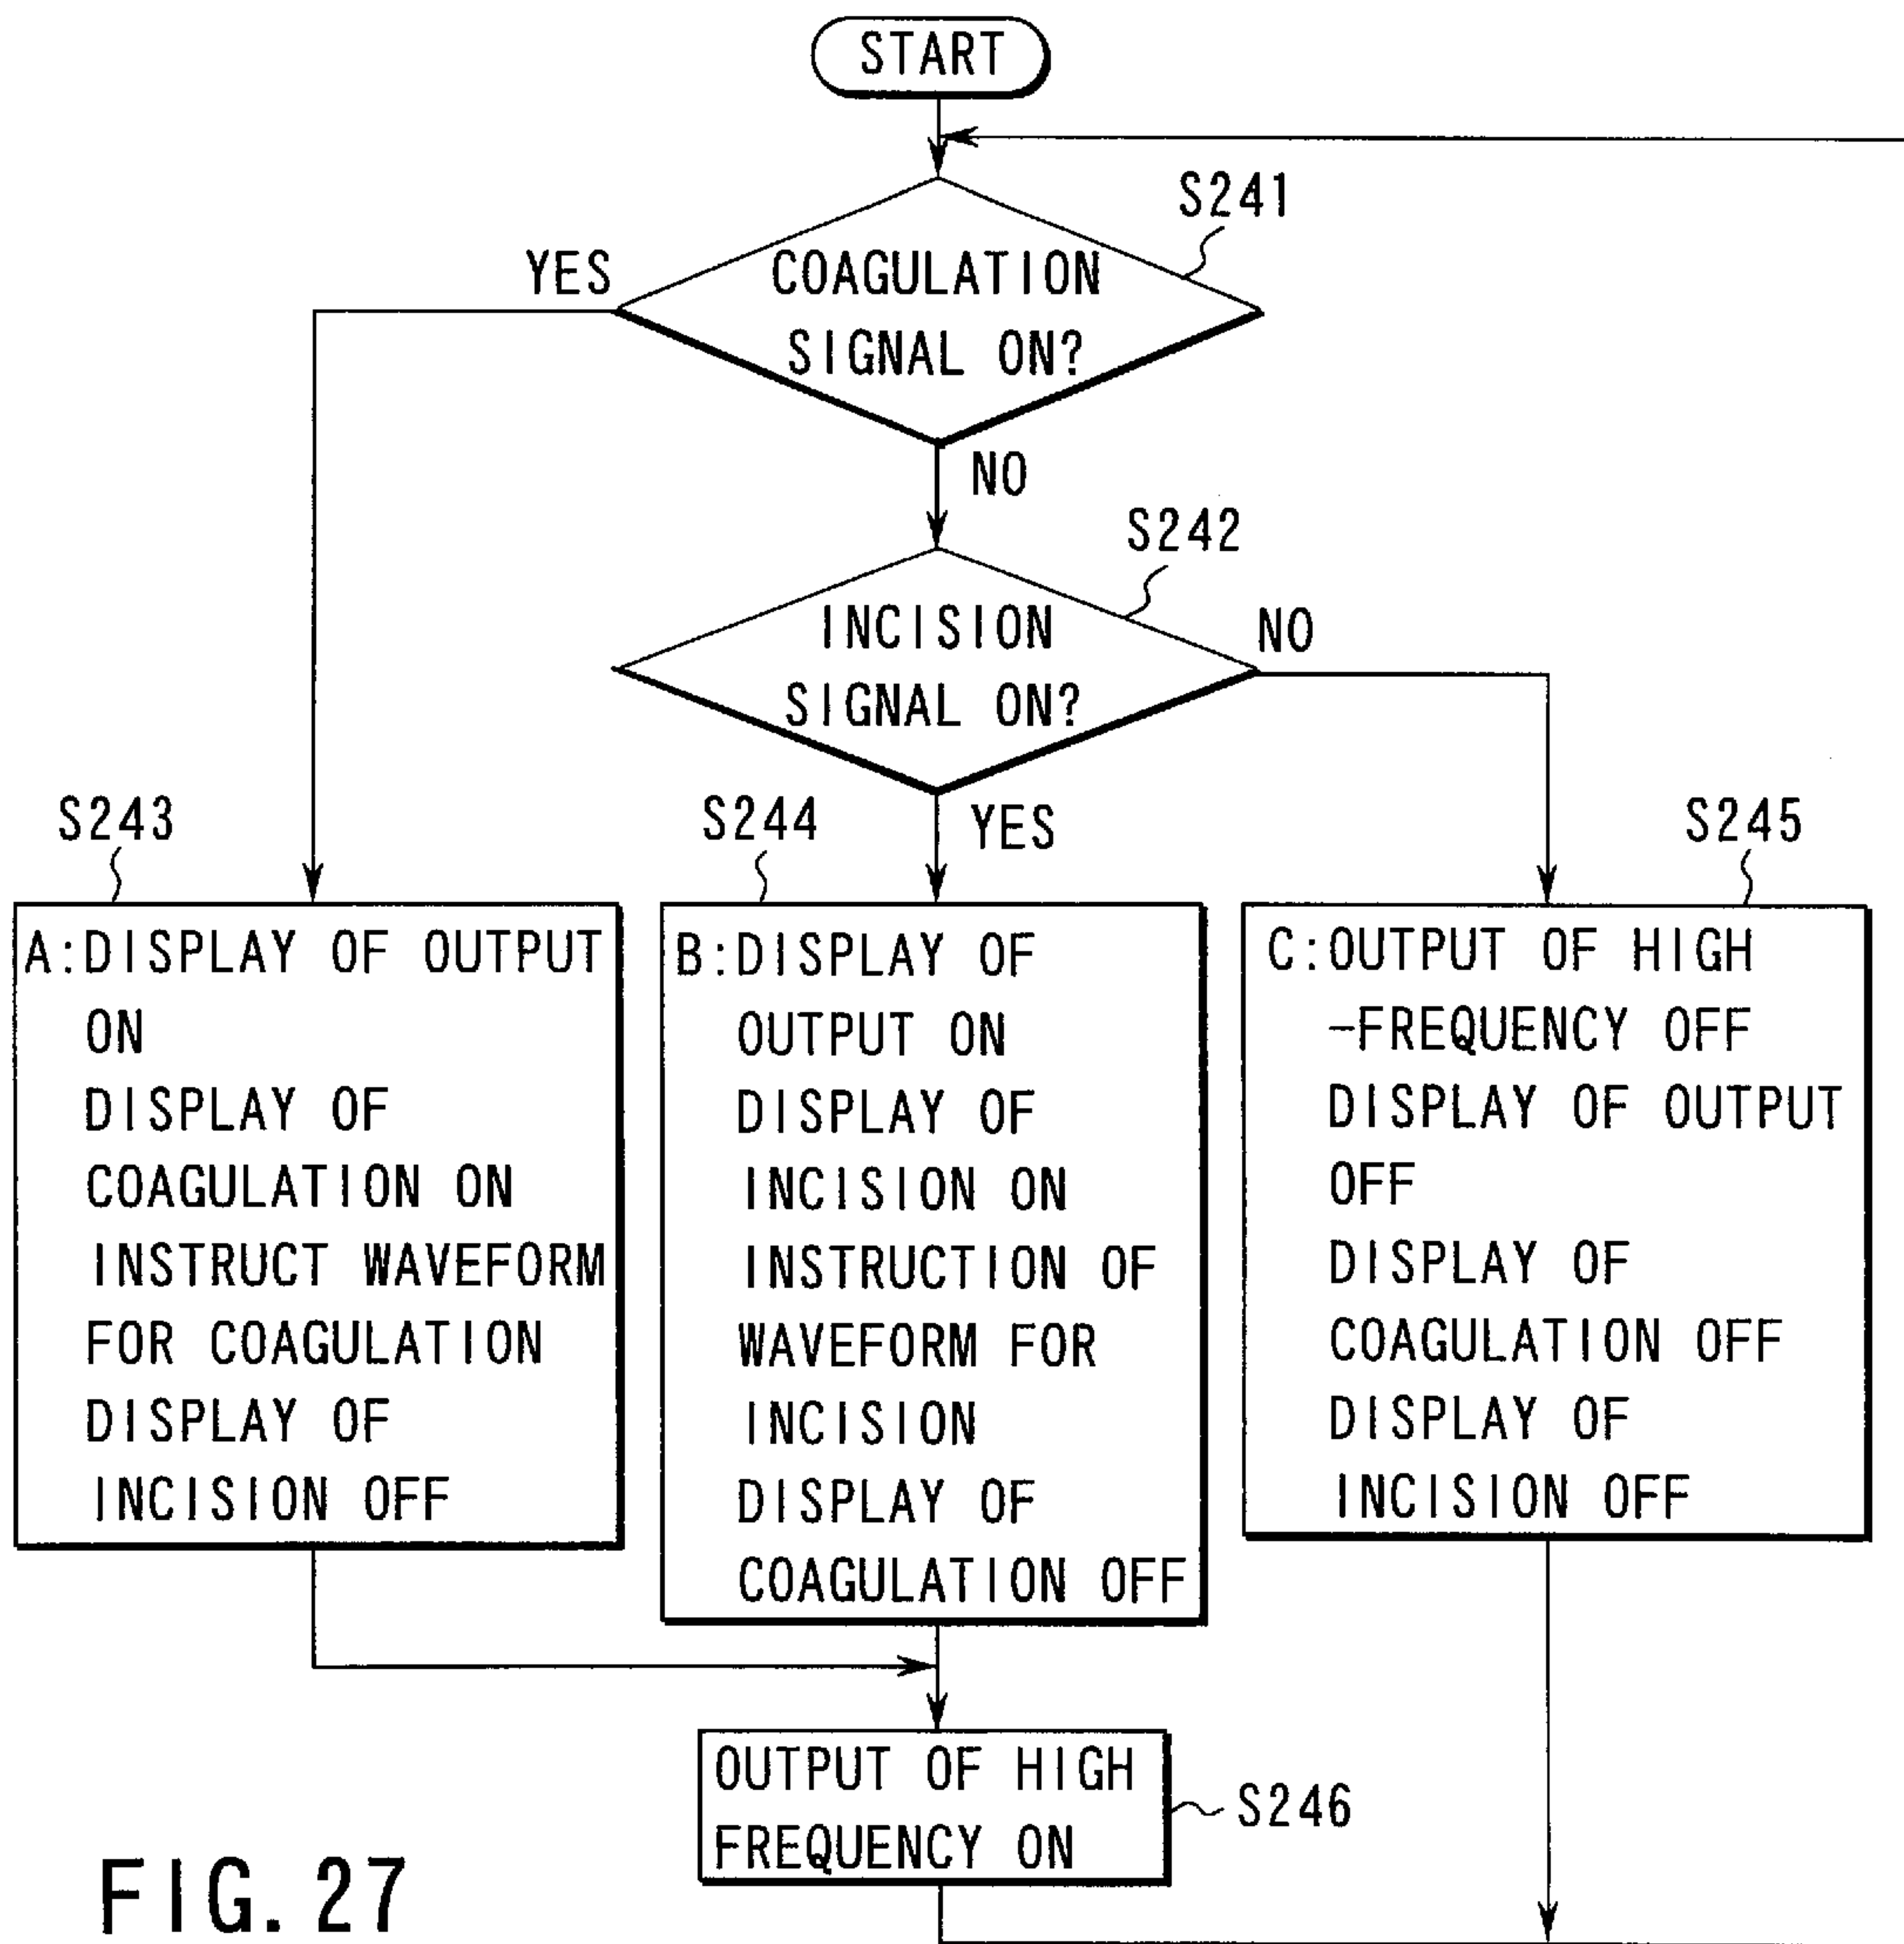 START
S241
YES
COAGULATION
SIGNAL ON?
NO
S242
INCISION
SIGNAL ON?
NO
YES
S243
A:DISPLAY OF OUTPUT
ON
DISPLAY OF
COAGULATION ON
INSTRUCT WAVEFORM
FOR COAGULATION
DISPLAY OF
INCISION OFF
S244
B:DISPLAY OF
OUTPUT ON
DISPLAY OF
INCISION ON
INSTRUCTION OF
WAVEFORM FOR
INCISION
DISPLAY OF
COAGULATION OFF
S245
C:OUTPUT OF HIGH
-FREQUENCY OFF
DISPLAY OF OUTPUT
OFF
DISPLAY OF
COAGULATION OFF
DISPLAY OF
INCISION OFF
OUTPUT OF HIGH
FREQUENCY ON
S246
FIG. 27